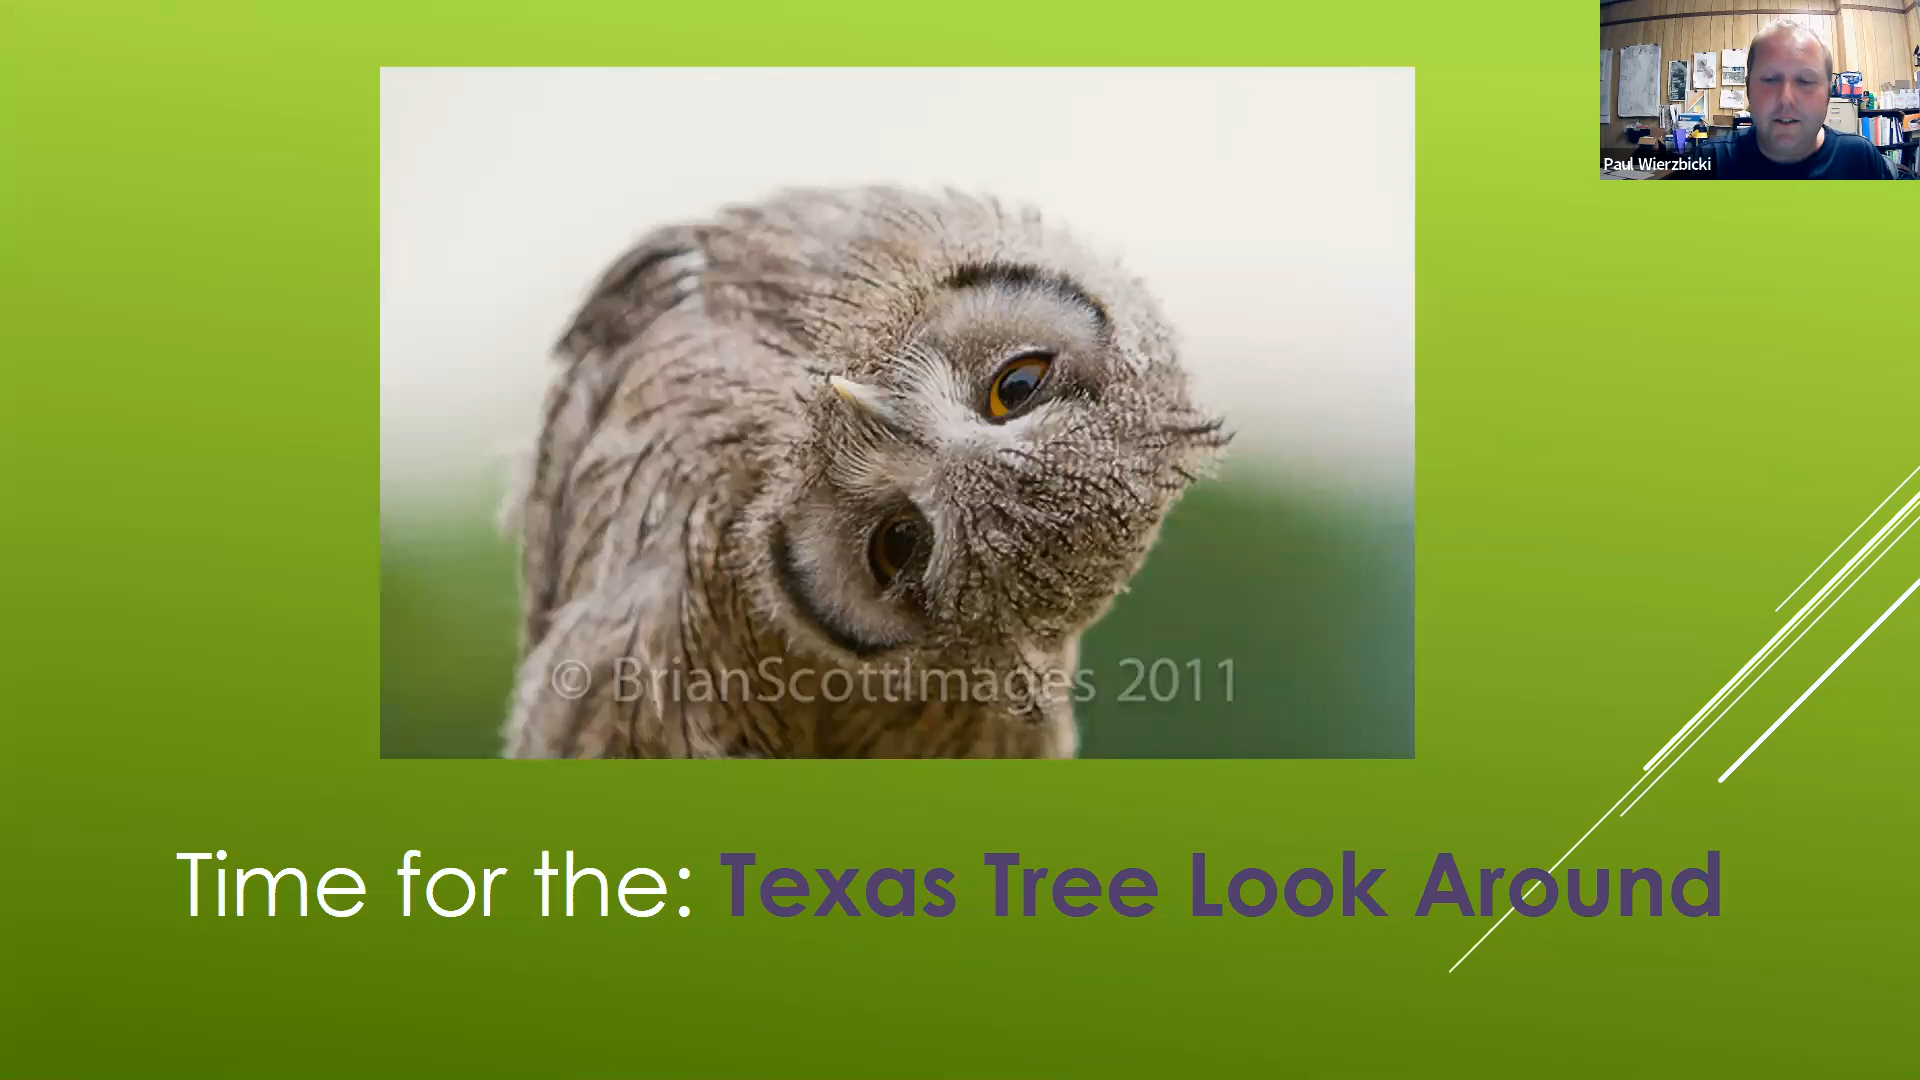 Paul Wierzbicki
© BrianScottImages 2011
Time for the: Texas Tree Look Around